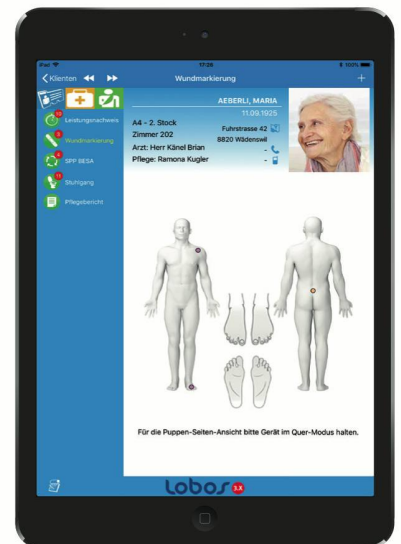 iPad
17:26
100%
Klienten
Wundmarkierung
AEBERLI, MARIA
11.09.1925
A4 - 2. Stock
Zimmer 202
Arzt: Herr Känel Brian
Pflege: Ramona Kugler
Fuhrstrasse 42
8820 Wädenswil
-
-
Leistungsnachweis
Wundmarkierung
SPP BESA
Stuhlgang
11
Pflegebericht
Für die Puppen-Seiten-Ansicht bitte Gerät im Quer-Modus halten.
Lobos 3.X